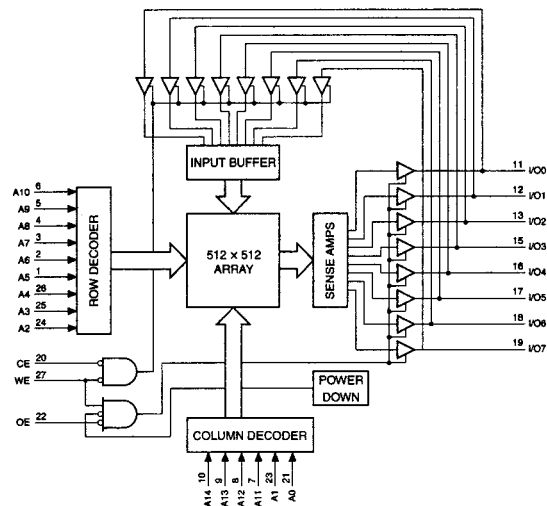 INPUT BUFFER
11 I/O0
A10 6
12 I/O1
A9 5
A8 4
13 I/O2
A7 3
ROW DECODER
512 × 512
ARRAY
SENSE AMPS
15 I/O3
A6 2
16 I/O4
A5 1
A4 26
17 I/O5
A3 25
18 I/O6
A2 24
19 I/O7
CE 20
WE 27
POWER
DOWN
OE 22
COLUMN DECODER
10 9 8 7 23 21
A14 A13 A12 A11 A1 A0